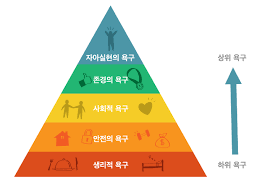 자아실현의 욕구
상위 욕구
존경의 욕구
사회적 욕구
안전의 욕구
생리적 욕구
하위 욕구